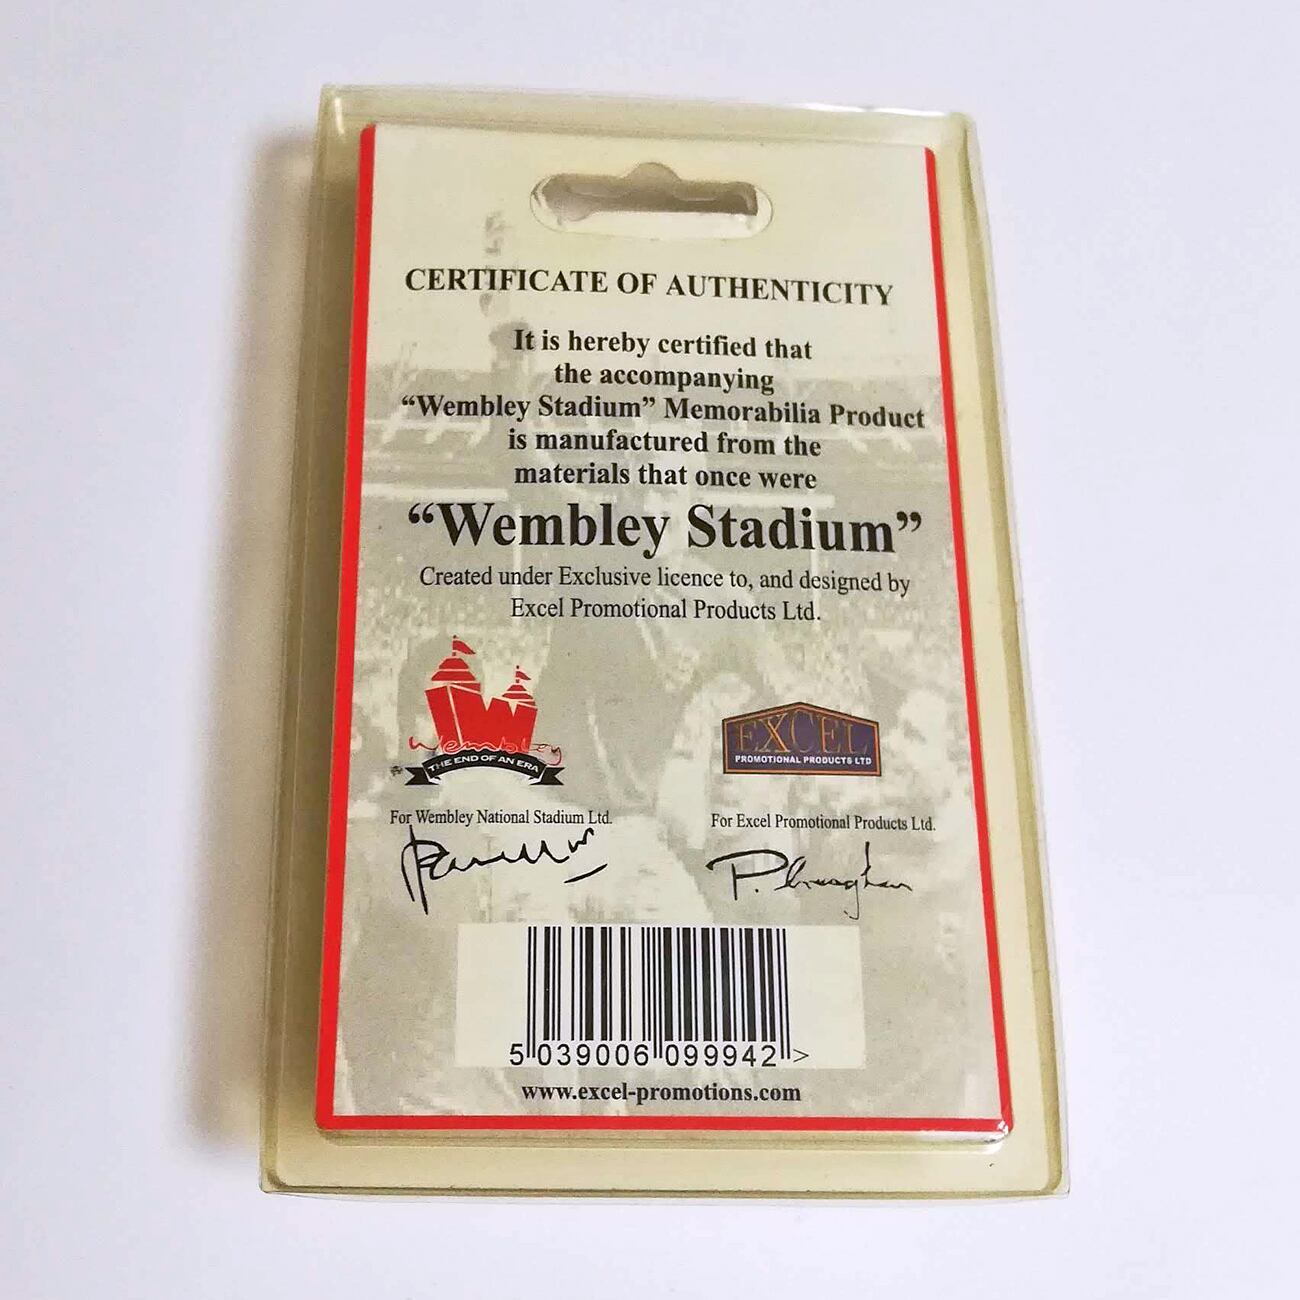 CERTIFICATE OF AUTHENTICITY
It is hereby certified that
the accompanying
“Wembley Stadium” Memorabilia Product
is manufactured from the
materials that once were
“Wembley Stadium”
Created under Exclusive licence to, and designed by
Excel Promotional Products Ltd.
Wembley
THE END OF AN ERA
EXCEL
PROMOTIONAL PRODUCTS LTD
For Wembley National Stadium Ltd.
For Excel Promotional Products Ltd.
5 039006 099942 >
www.excel-promotions.com